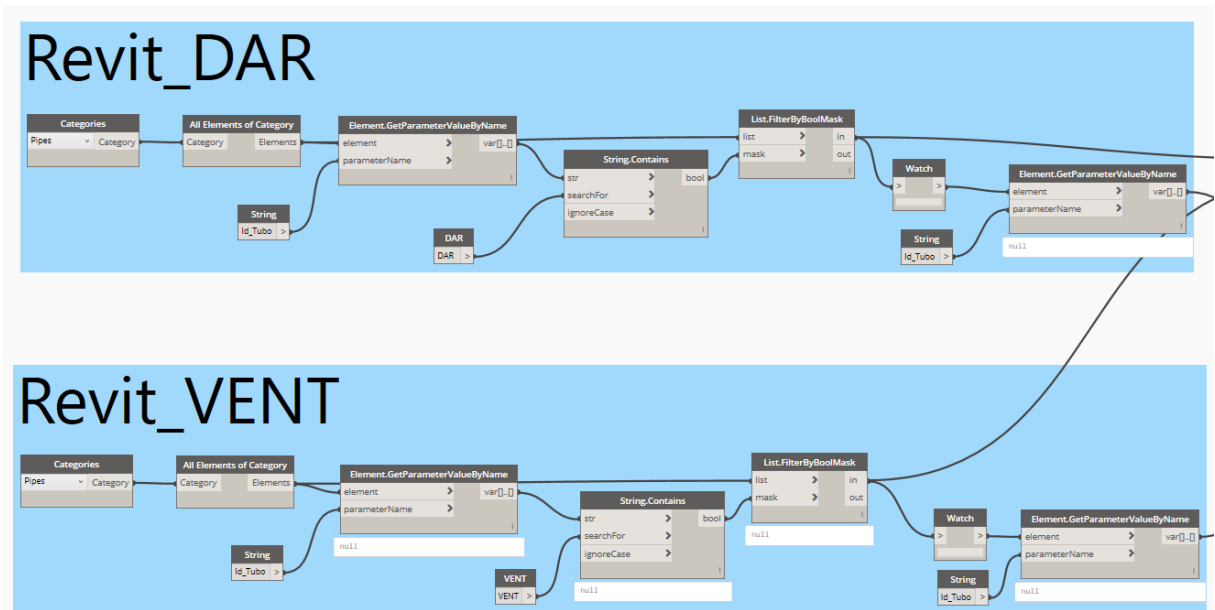 Revit_DAR
Categories
Pipes Category
All Elements of Category
Category Elements
Element.GetParameterValueByName
element > var[]..[]
parameterName >
String
Id_Tubo >
String.Contains
str > bool
searchFor >
ignoreCase >
DAR
DAR >
List.FilterByBoolMask
list > in
mask > out
Watch
> >
Element.GetParameterValueByName
element > var[]..[]
parameterName >
null
String
Id_Tubo >
Revit_VENT
Categories
Pipes Category
All Elements of Category
Category Elements
Element.GetParameterValueByName
element > var[]..[]
parameterName >
null
String
Id_Tubo >
String.Contains
str > bool
searchFor >
ignoreCase >
null
VENT
VENT >
List.FilterByBoolMask
list > in
mask > out
null
Watch
> >
Element.GetParameterValueByName
element > var[]..[]
parameterName >
null
String
Id_Tubo >